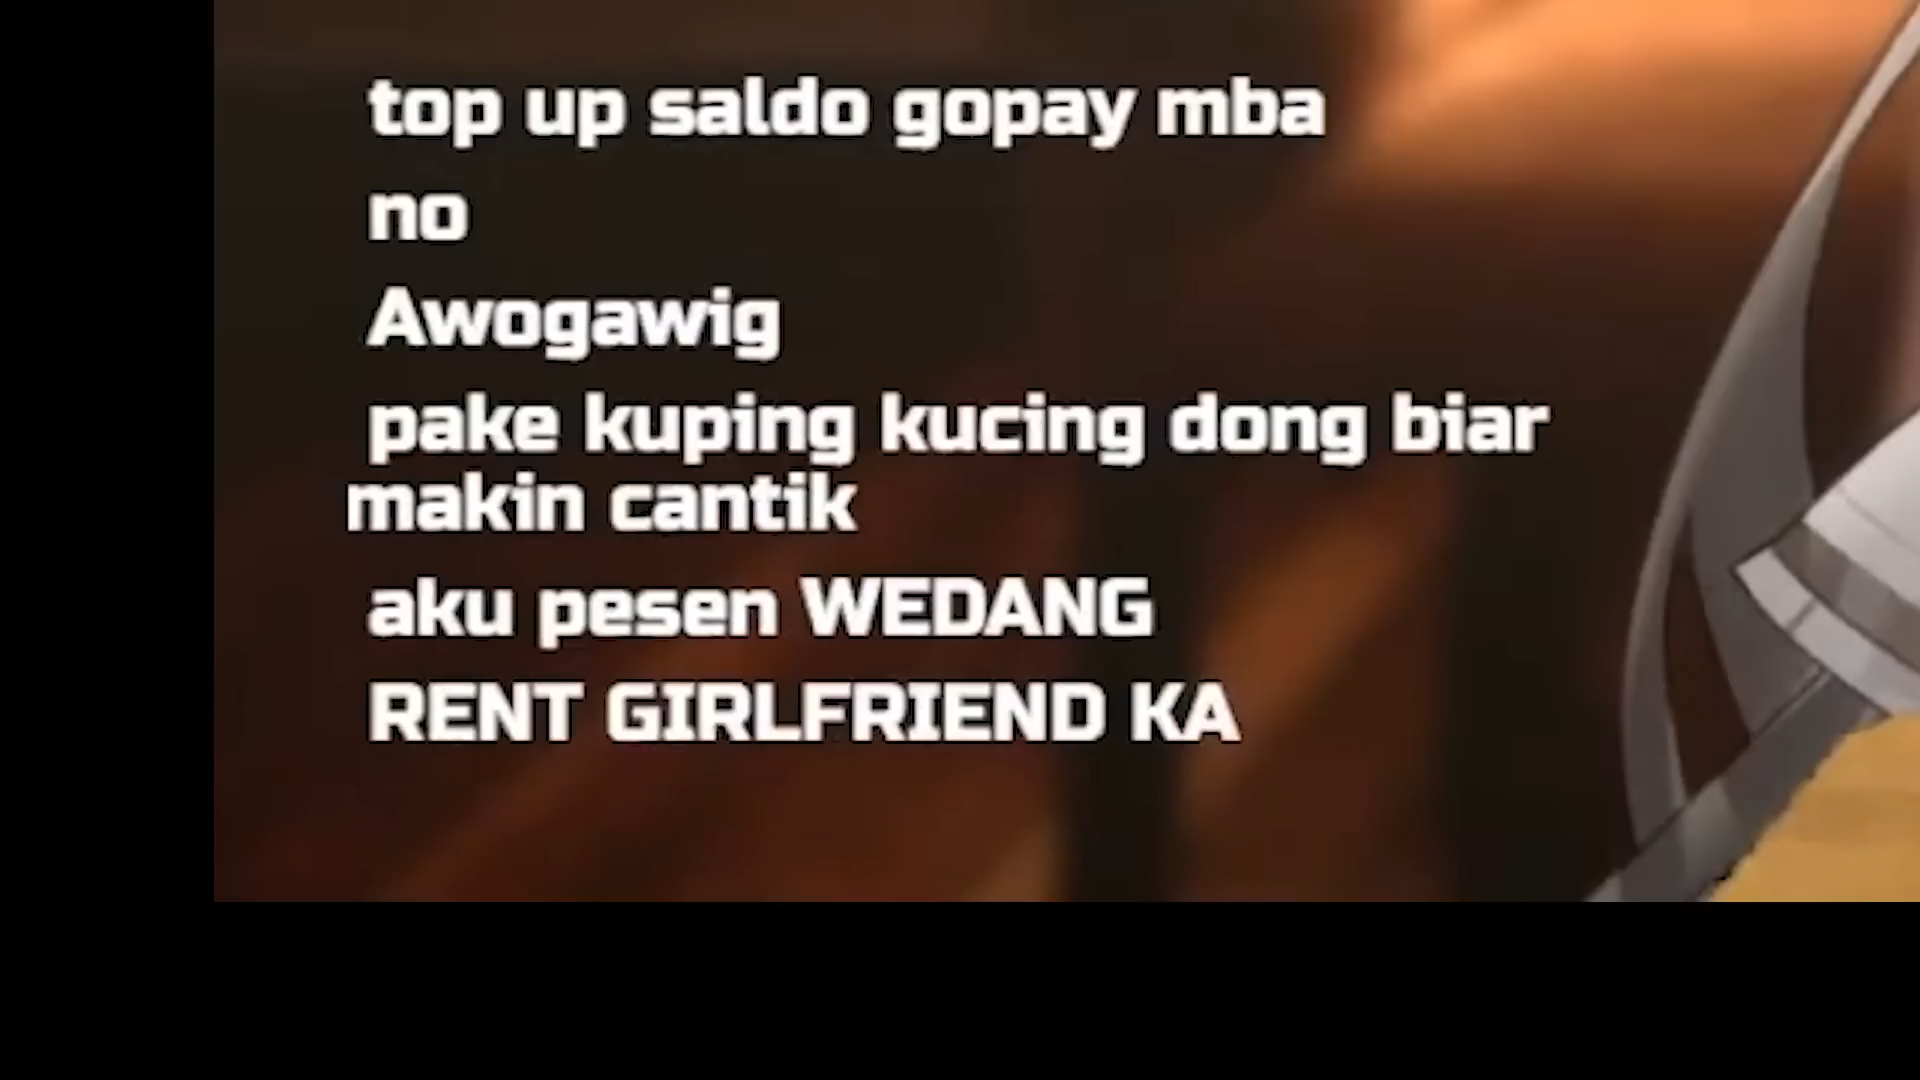 top up saldo gopay mba
no
Awogawig
pake kuping kucing dong biar
makin cantik
aku pesen WEDANG
RENT GIRLFRIEND KA